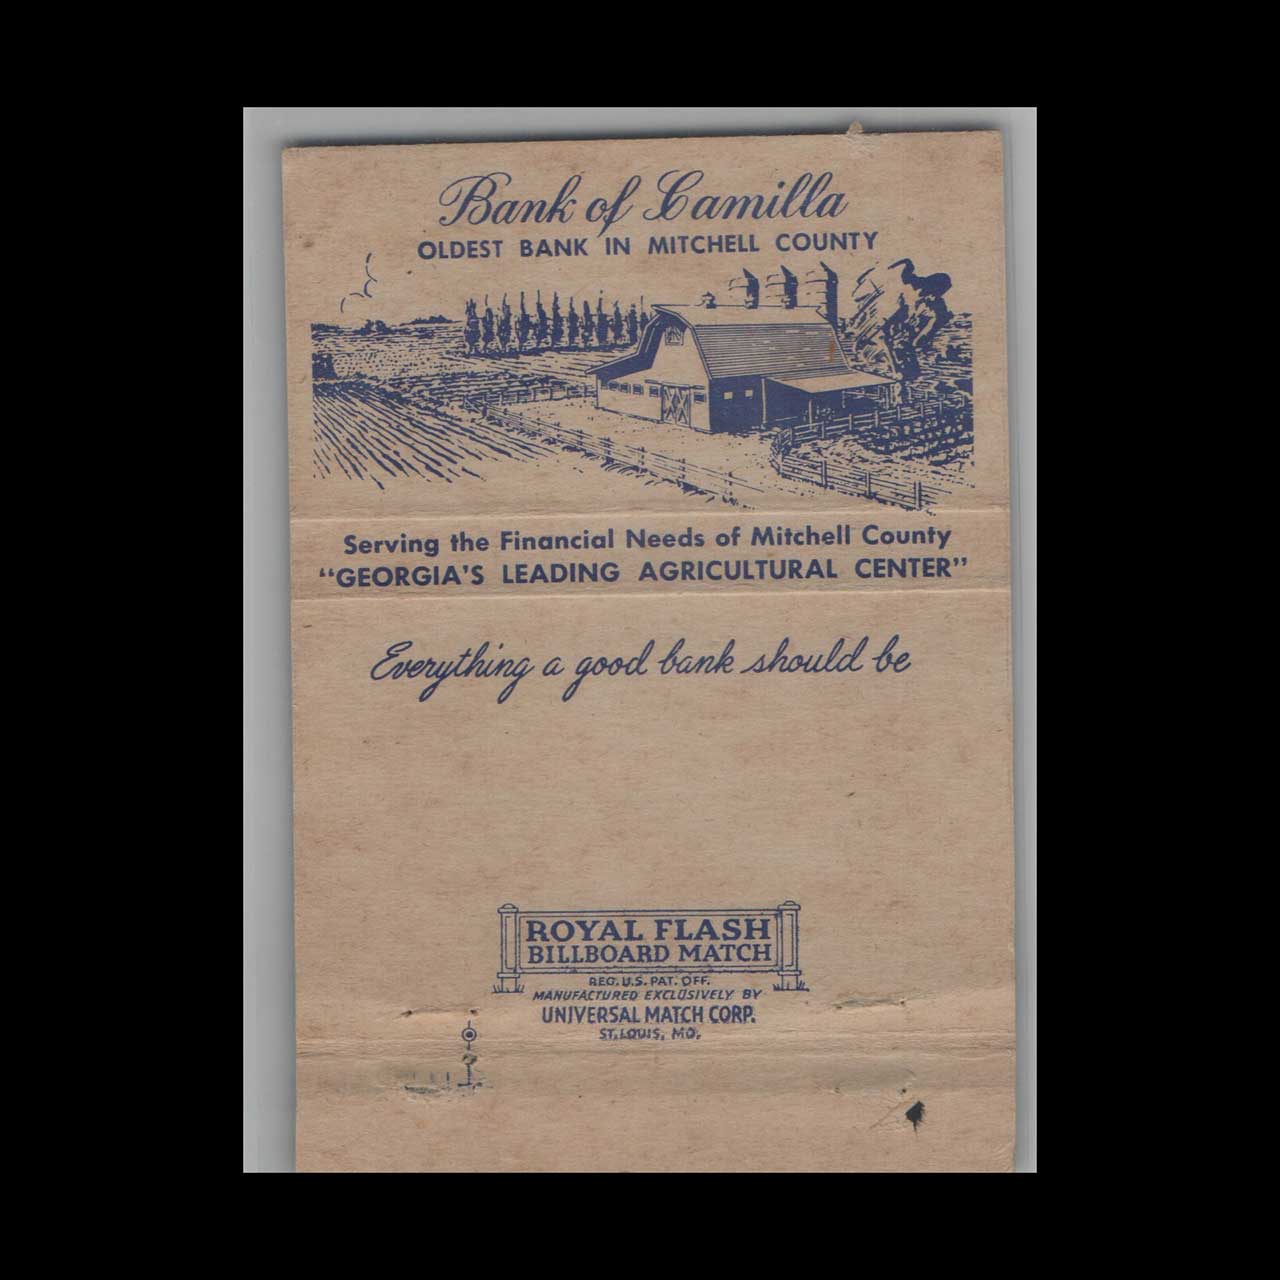 Bank of Camilla
OLDEST BANK IN MITCHELL COUNTY
Serving the Financial Needs of Mitchell County
“GEORGIA'S LEADING AGRICULTURAL CENTER”
Everything a good bank should be
ROYAL FLASH
BILLBOARD MATCH
REG. U.S. PAT. OFF.
MANUFACTURED EXCLUSIVELY BY
UNIVERSAL MATCH CORP.
ST. LOUIS, MO.